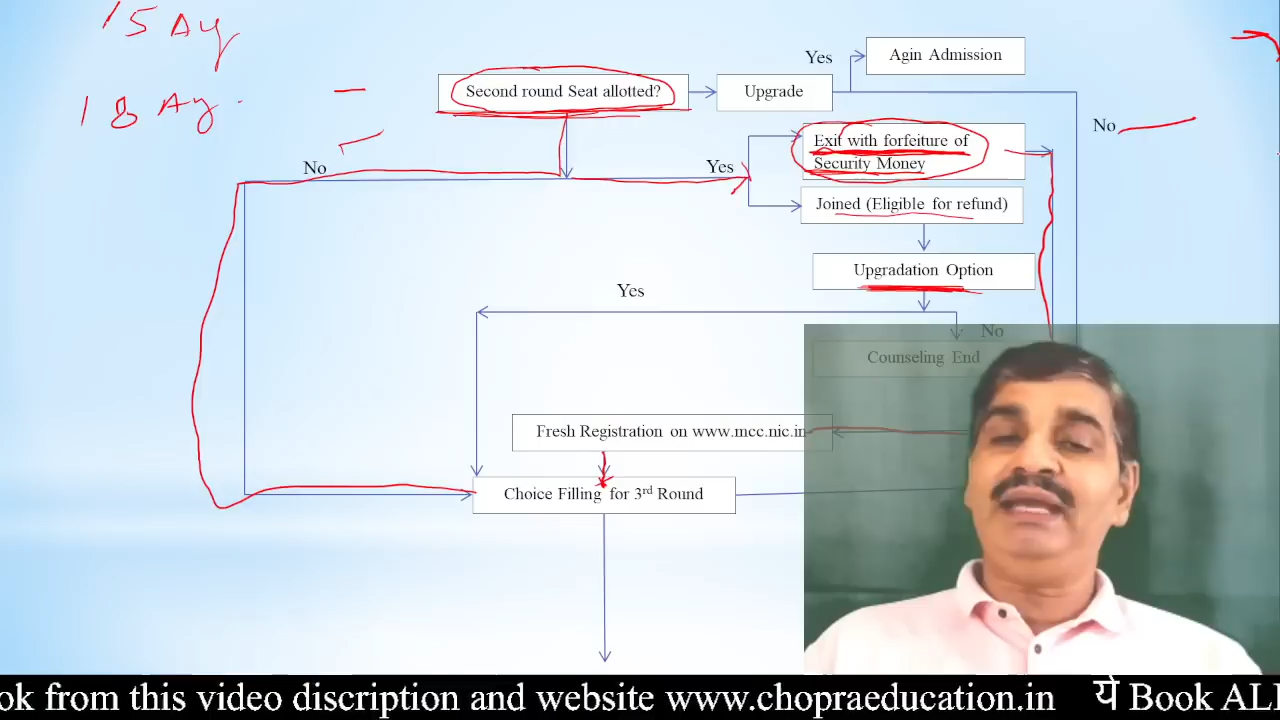 15 Ay
18 Ay.
Yes
Agin Admission
Second round Seat allotted?
Upgrade
No
Exit with forfeiture of
Security Money
No
Yes
Joined (Eligible for refund)
Upgradation Option
Yes
No
Counseling End
Fresh Registration on www.mcc.nic.in
Choice Filling for 3rd Round
ok from this video discription and website www.chopraeducation.in ये Book AL